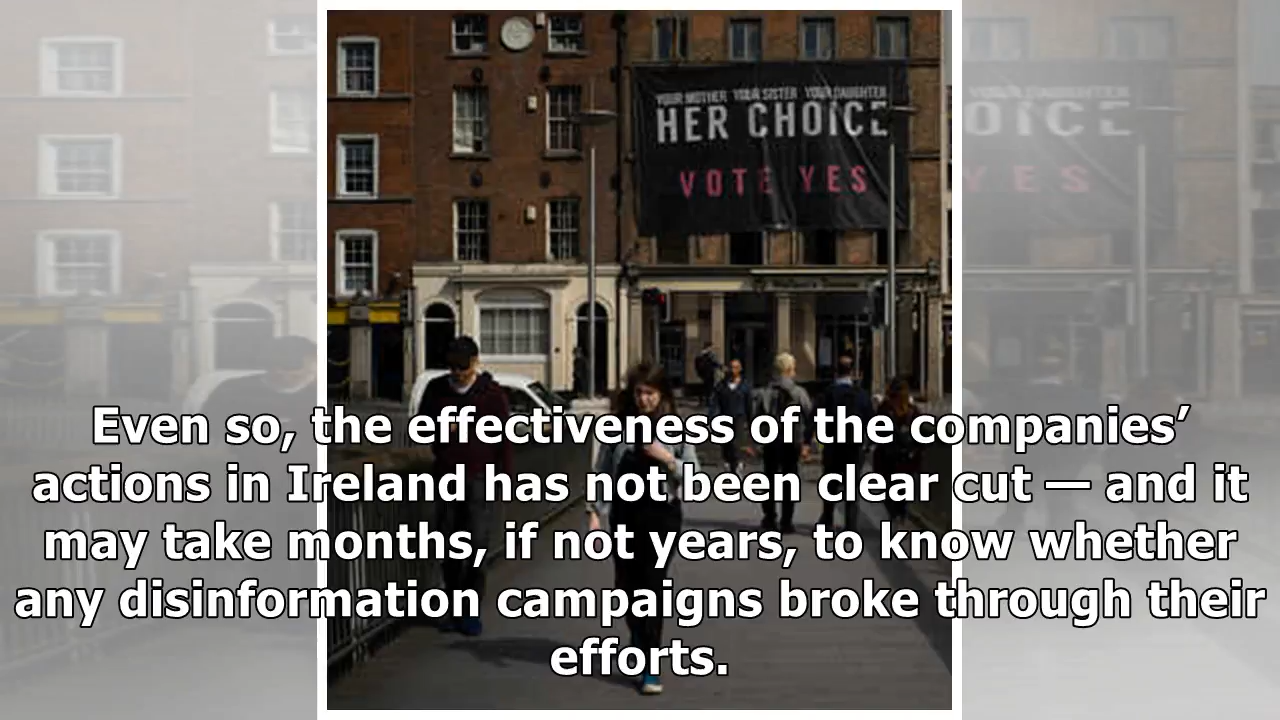 YOUR MOTHER YOUR SISTER YOUR DAUGHTER
HER CHOICE
VOTE YES
OICE
YES
Even so, the effectiveness of the companies’
actions in Ireland has not been clear cut — and it
may take months, if not years, to know whether
any disinformation campaigns broke through their
efforts.